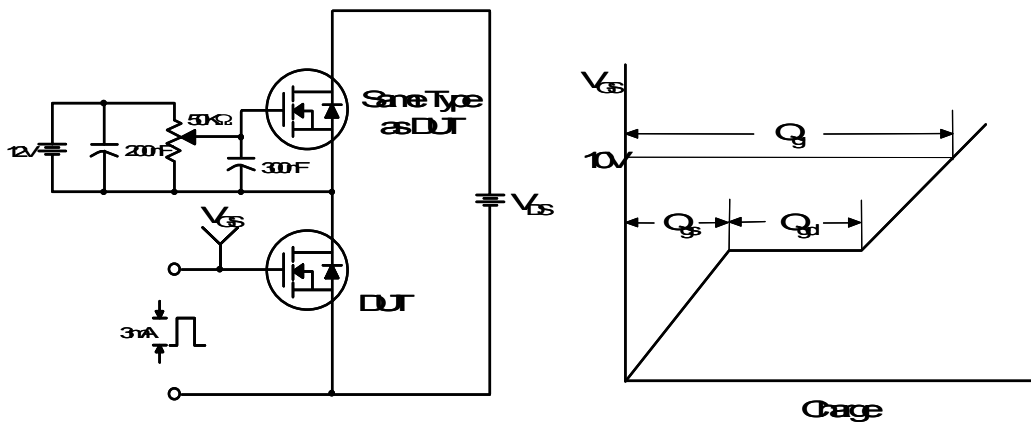 Same Type
as DUT
50KΩ
12V
200nF
300nF
VGS
VDS
DUT
3mA
VGS
10V
Qg
Qgs
Qgd
Charge